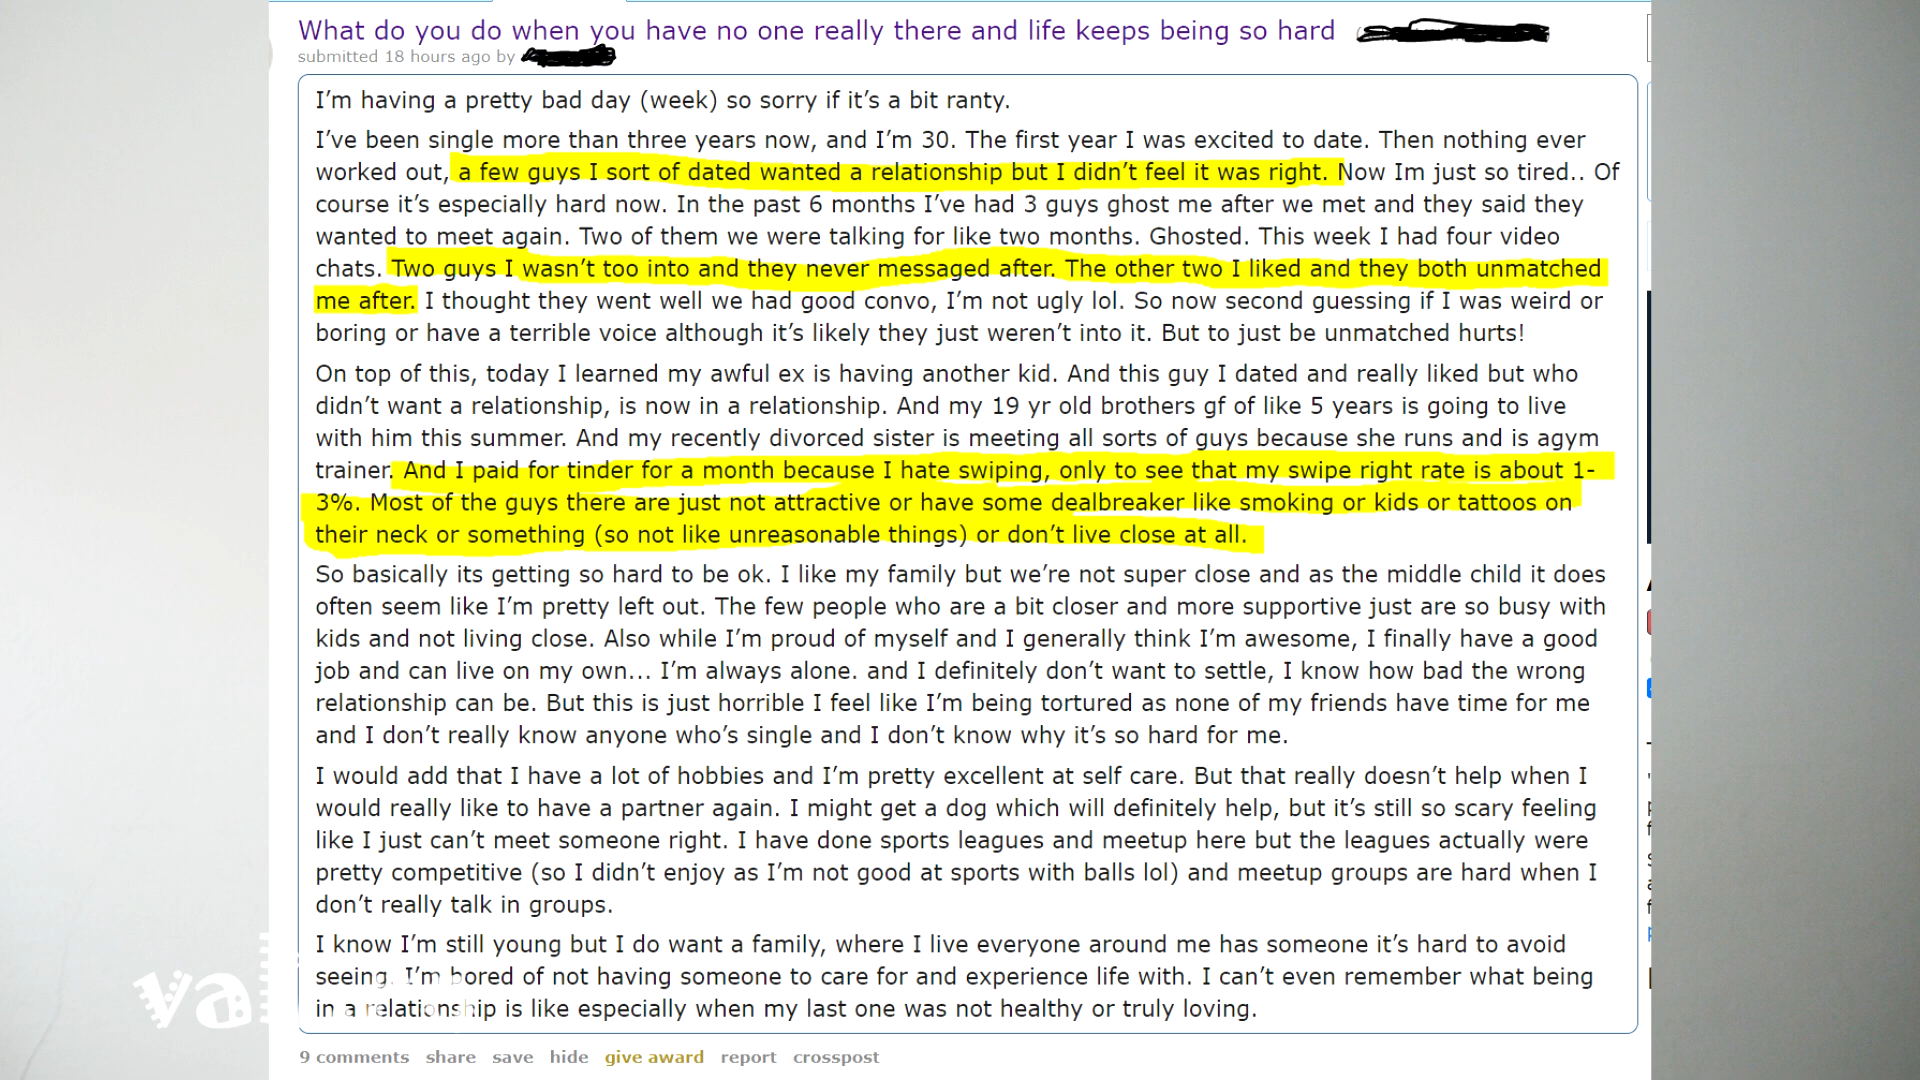 What do you do when you have no one really there and life keeps being so hard
submitted 18 hours ago by
I’m having a pretty bad day (week) so sorry if it’s a bit ranty.
I’ve been single more than three years now, and I’m 30. The first year I was excited to date. Then nothing ever
worked out, a few guys I sort of dated wanted a relationship but I didn’t feel it was right. Now Im just so tired.. Of
course it’s especially hard now. In the past 6 months I’ve had 3 guys ghost me after we met and they said they
wanted to meet again. Two of them we were talking for like two months. Ghosted. This week I had four video
chats. Two guys I wasn’t too into and they never messaged after. The other two I liked and they both unmatched
me after. I thought they went well we had good convo, I’m not ugly lol. So now second guessing if I was weird or
boring or have a terrible voice although it’s likely they just weren’t into it. But to just be unmatched hurts!
On top of this, today I learned my awful ex is having another kid. And this guy I dated and really liked but who
didn’t want a relationship, is now in a relationship. And my 19 yr old brothers gf of like 5 years is going to live
with him this summer. And my recently divorced sister is meeting all sorts of guys because she runs and is agym
trainer. And I paid for tinder for a month because I hate swiping, only to see that my swipe right rate is about 1-
3%. Most of the guys there are just not attractive or have some dealbreaker like smoking or kids or tattoos on
their neck or something (so not like unreasonable things) or don’t live close at all.
So basically its getting so hard to be ok. I like my family but we’re not super close and as the middle child it does
often seem like I’m pretty left out. The few people who are a bit closer and more supportive just are so busy with
kids and not living close. Also while I’m proud of myself and I generally think I’m awesome, I finally have a good
job and can live on my own... I’m always alone. and I definitely don’t want to settle, I know how bad the wrong
relationship can be. But this is just horrible I feel like I’m being tortured as none of my friends have time for me
and I don’t really know anyone who’s single and I don’t know why it’s so hard for me.
I would add that I have a lot of hobbies and I’m pretty excellent at self care. But that really doesn’t help when I
would really like to have a partner again. I might get a dog which will definitely help, but it’s still so scary feeling
like I just can’t meet someone right. I have done sports leagues and meetup here but the leagues actually were
pretty competitive (so I didn’t enjoy as I’m not good at sports with balls lol) and meetup groups are hard when I
don’t really talk in groups.
I know I’m still young but I do want a family, where I live everyone around me has someone it’s hard to avoid
seeing. I’m bored of not having someone to care for and experience life with. I can’t even remember what being
in a relationship is like especially when my last one was not healthy or truly loving.
9 comments share save hide give award report crosspost